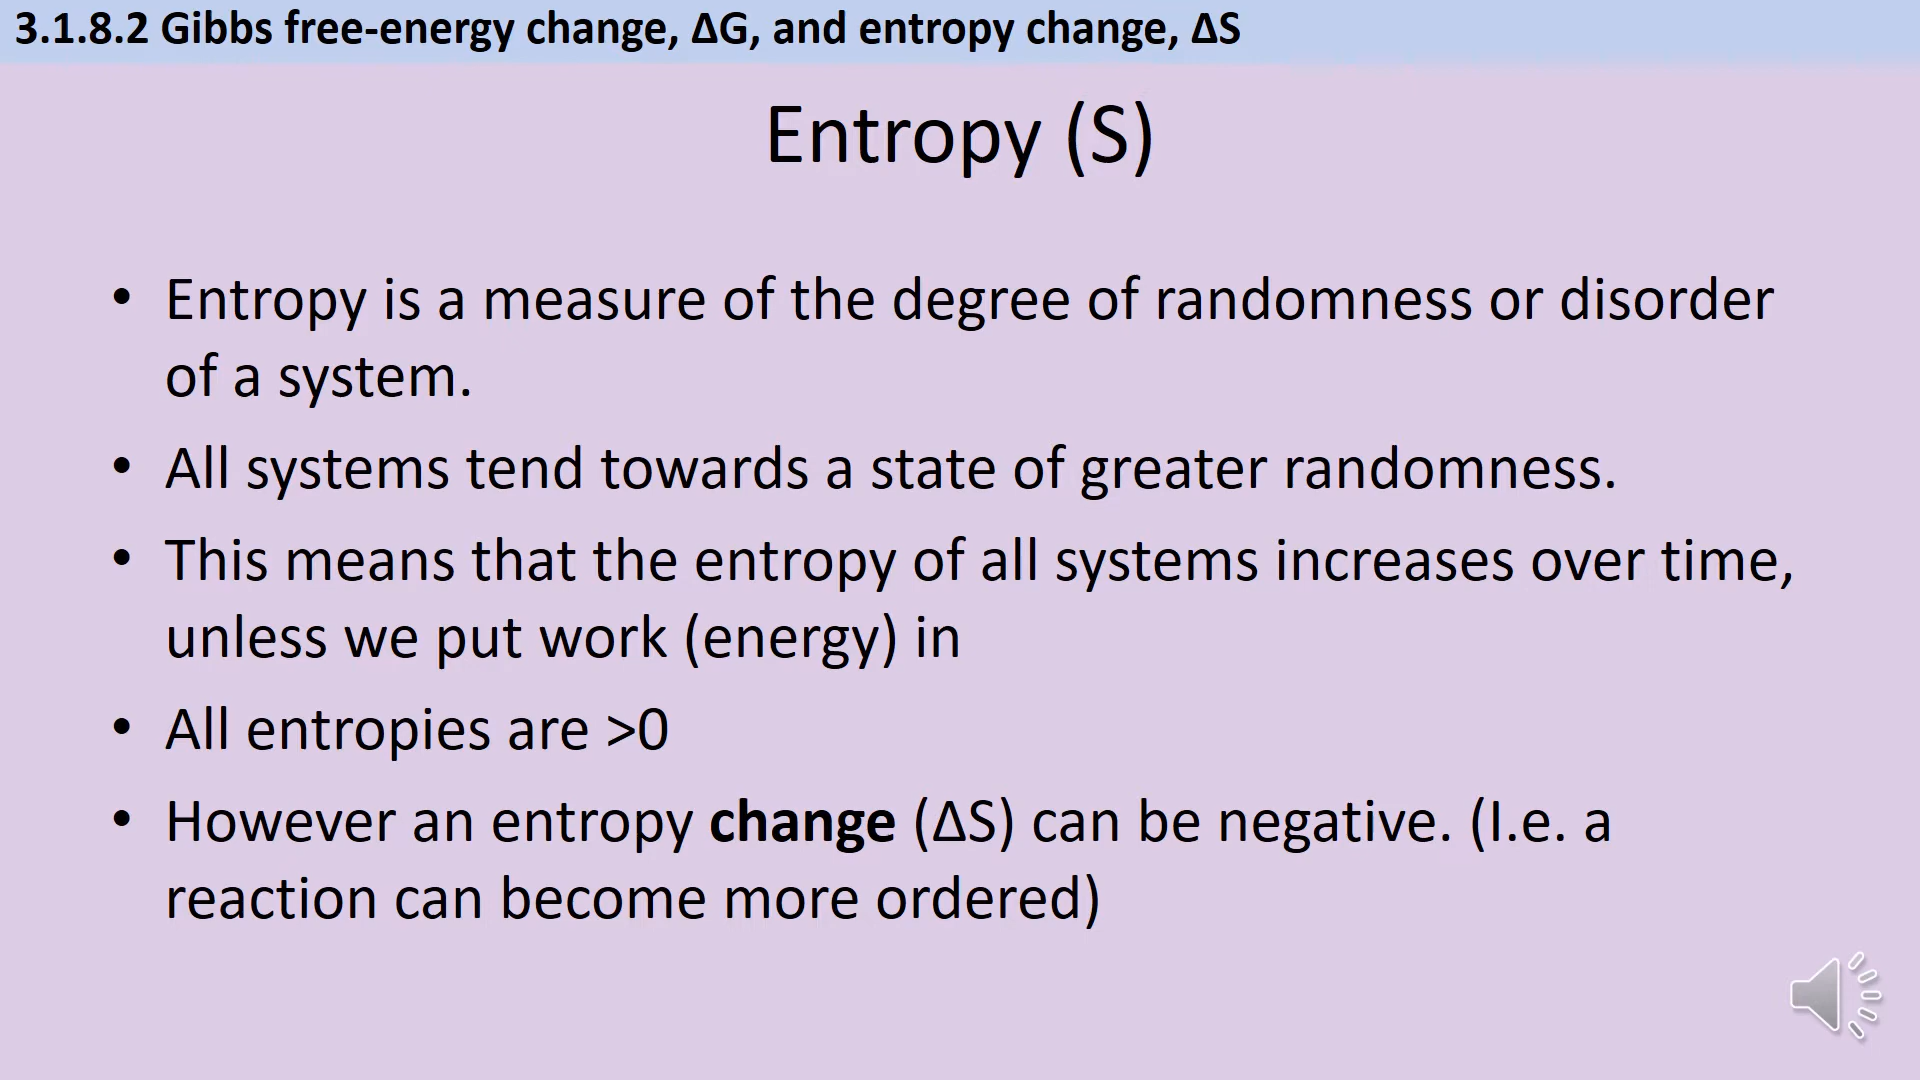 3.1.8.2 Gibbs free-energy change, ΔG, and entropy change, ΔS
Entropy (S)
• Entropy is a measure of the degree of randomness or disorder
of a system.
• All systems tend towards a state of greater randomness.
• This means that the entropy of all systems increases over time,
unless we put work (energy) in
• All entropies are >0
• However an entropy change (ΔS) can be negative. (I.e. a
reaction can become more ordered)